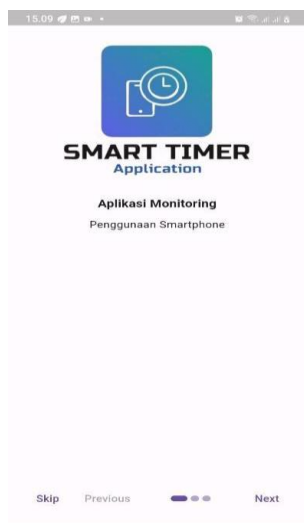 15.09
SMART TIMER
Application
Aplikasi Monitoring
Penggunaan Smartphone
Skip Previous Next